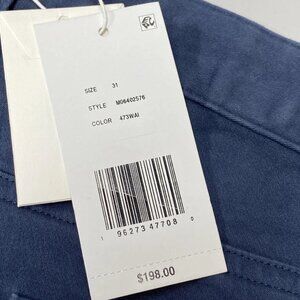 SIZE 31
STYLE M06402576
COLOR 473WAI
1 96273 47708 0
$198.00